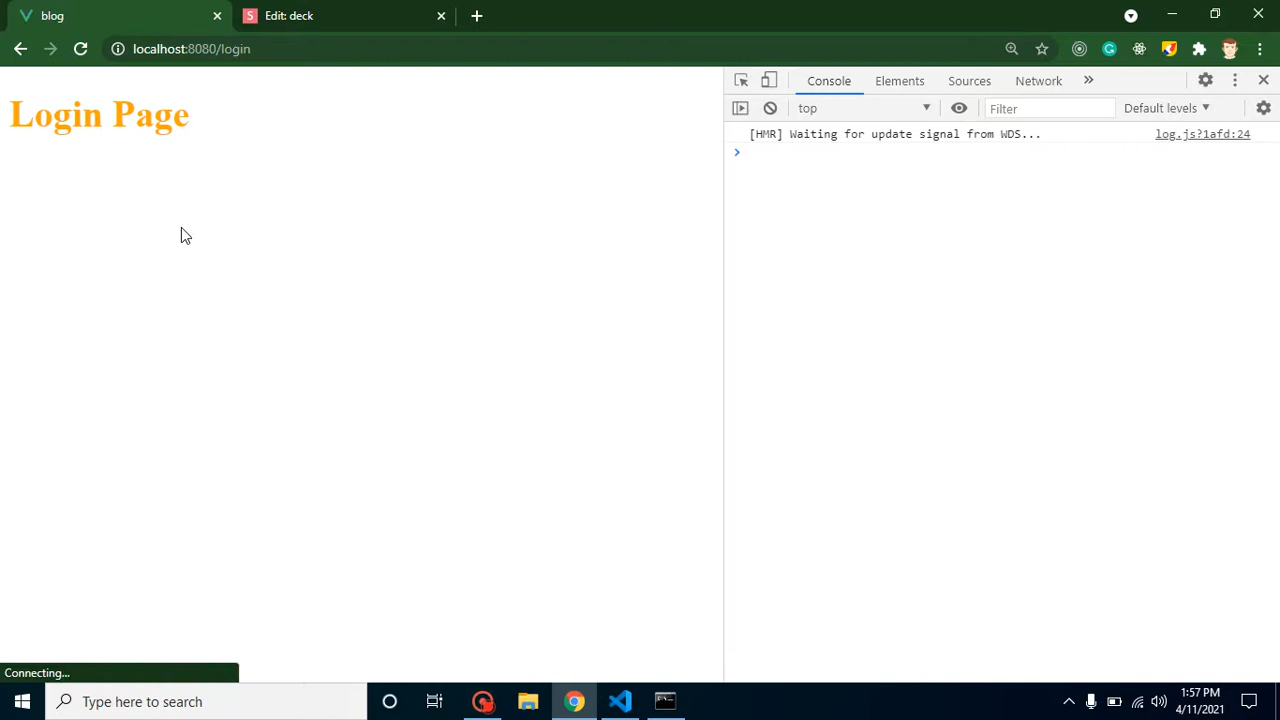 blog
Edit: deck
localhost:8080/login
Login Page
Console
Elements
Sources
Network
top
Filter
Default levels
[HMR] Waiting for update signal from WDS...
log.js?1afd:24
Connecting...
Type here to search
1:57 PM
4/11/2021